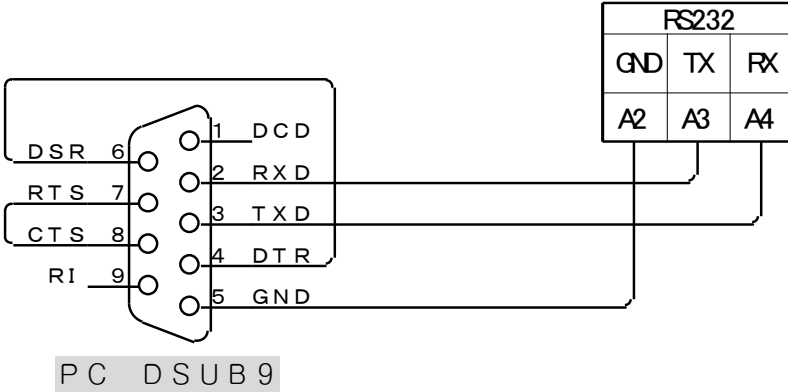 RS232
GND TX RX
A2 A3 A4
1 DCD
DSR 6
2 RXD
RTS 7
3 TXD
CTS 8
4 DTR
RI 9
5 GND
PC DSUB9